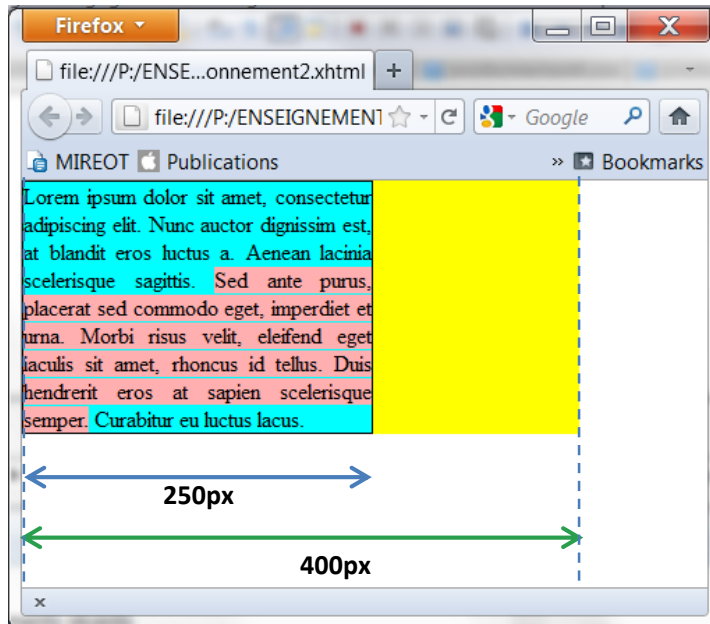 Firefox
file:///P:/ENSE...onnement2.xhtml +
file:///P:/ENSEIGNEMENT Google
MIREOT Publications » Bookmarks
Lorem ipsum dolor sit amet, consectetur
adipiscing elit. Nunc auctor dignissim est,
at blandit eros luctus a. Aenean lacinia
scelerisque sagittis. Sed ante purus,
placerat sed commodo eget, imperdiet et
urna. Morbi risus velit, eleifend eget
iaculis sit amet, rhoncus id tellus. Duis
hendrerit eros at sapien scelerisque
semper. Curabitur eu luctus lacus.
250px
400px
x